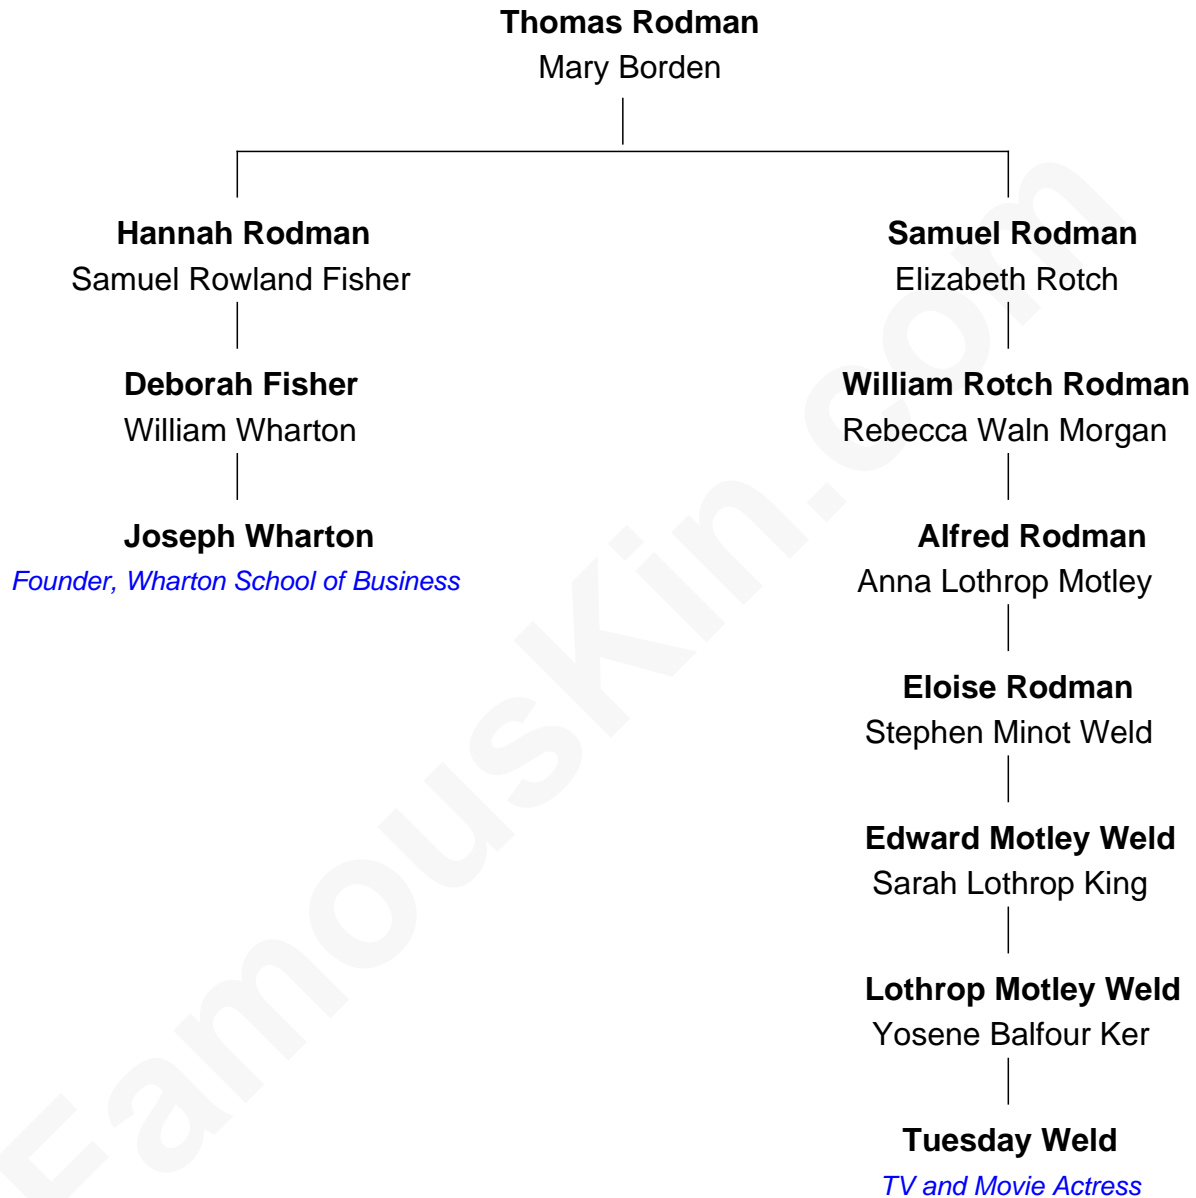 Thomas Rodman
Mary Borden
Hannah Rodman
Samuel Rowland Fisher
Deborah Fisher
William Wharton
Joseph Wharton
Founder, Wharton School of Business
Samuel Rodman
Elizabeth Rotch
William Rotch Rodman
Rebecca Waln Morgan
Alfred Rodman
Anna Lothrop Motley
Eloise Rodman
Stephen Minot Weld
Edward Motley Weld
Sarah Lothrop King
Lothrop Motley Weld
Yosene Balfour Ker
Tuesday Weld
TV and Movie Actress
FamousKin.com